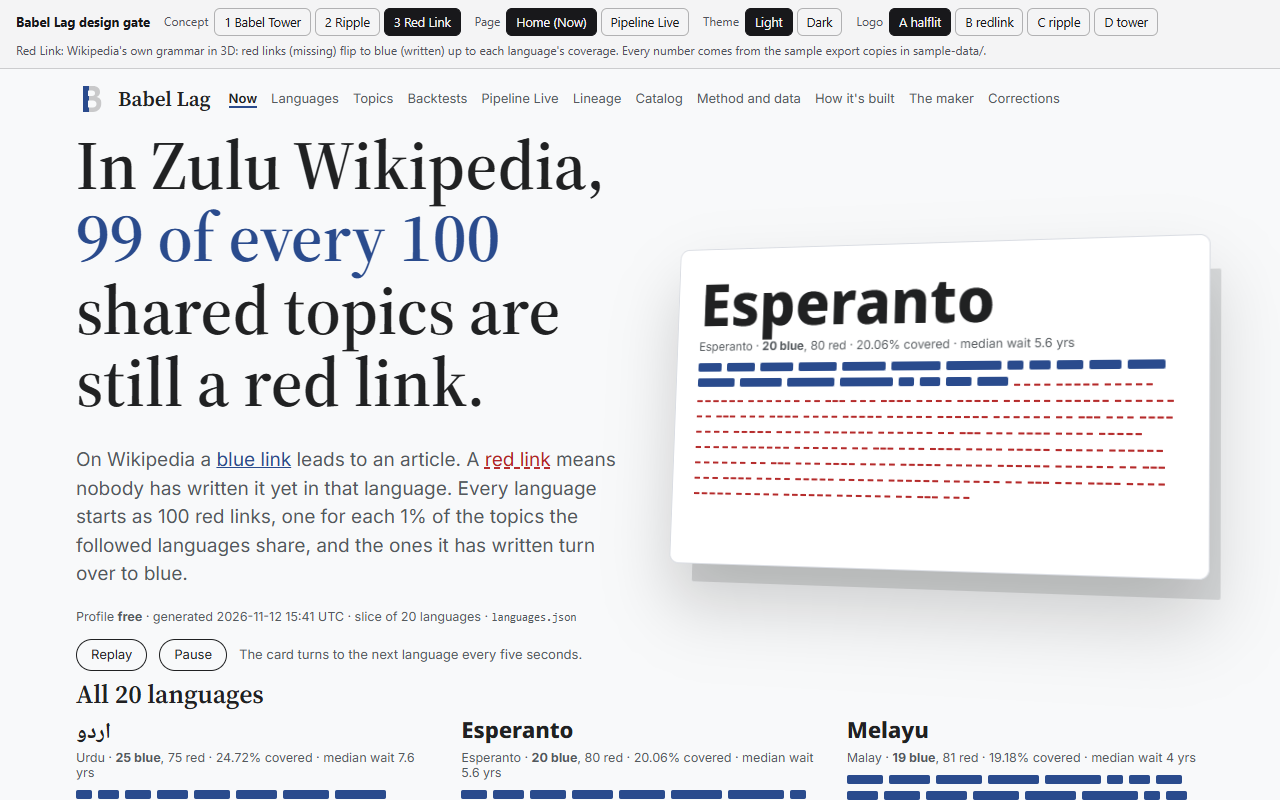 Babel Lag design gate Concept 1 Babel Tower 2 Ripple 3 Red Link Page Home (Now) Pipeline Live Theme Light Dark Logo A halflit B redlink C ripple D tower
Red Link: Wikipedia's own grammar in 3D: red links (missing) flip to blue (written) up to each language's coverage. Every number comes from the sample export copies in sample-data/.
B Babel Lag Now Languages Topics Backtests Pipeline Live Lineage Catalog Method and data How it's built The maker Corrections
In Zulu Wikipedia,
99 of every 100
shared topics are
still a red link.
On Wikipedia a blue link leads to an article. A red link means
nobody has written it yet in that language. Every language
starts as 100 red links, one for each 1% of the topics the
followed languages share, and the ones it has written turn
over to blue.
Profile free · generated 2026-11-12 15:41 UTC · slice of 20 languages · languages.json
Replay Pause The card turns to the next language every five seconds.
Esperanto
Esperanto · 20 blue, 80 red · 20.06% covered · median wait 5.6 yrs
All 20 languages
اردو
Urdu · 25 blue, 75 red · 24.72% covered · median wait 7.6
yrs
Esperanto
Esperanto · 20 blue, 80 red · 20.06% covered · median wait
5.6 yrs
Melayu
Malay · 19 blue, 81 red · 19.18% covered · median wait 4 yrs